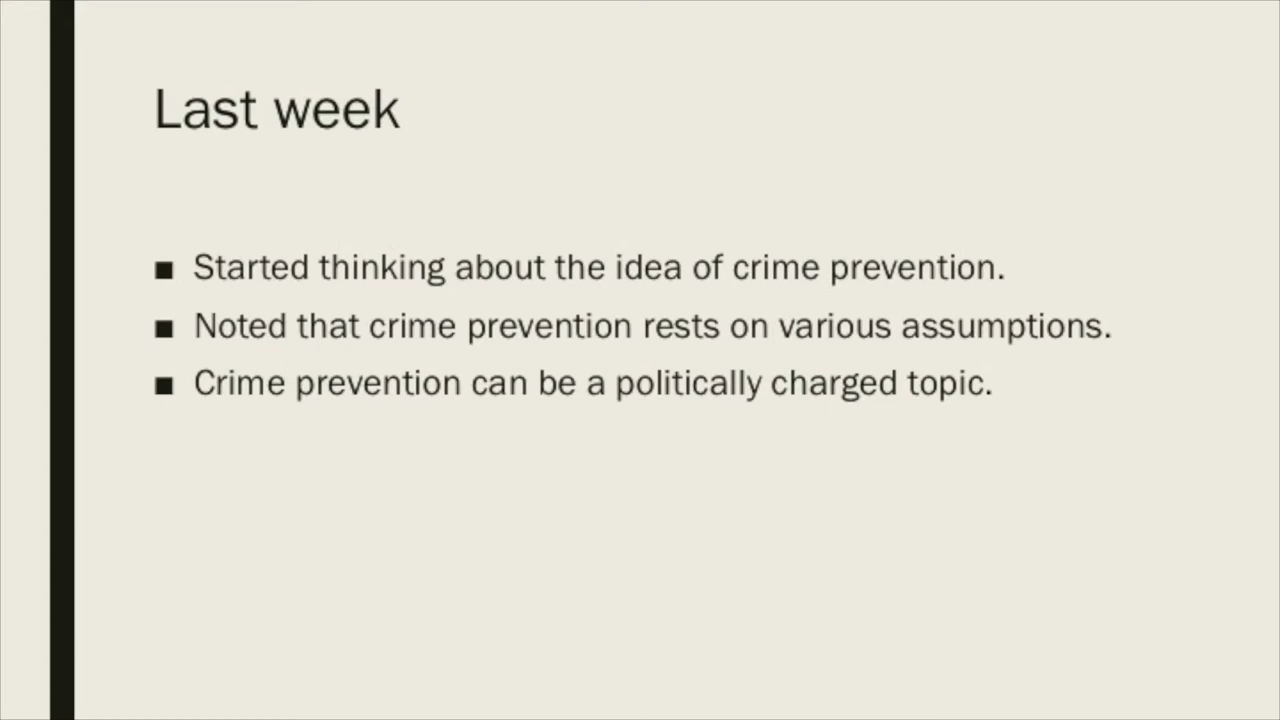 Last week
■ Started thinking about the idea of crime prevention.
■ Noted that crime prevention rests on various assumptions.
■ Crime prevention can be a politically charged topic.